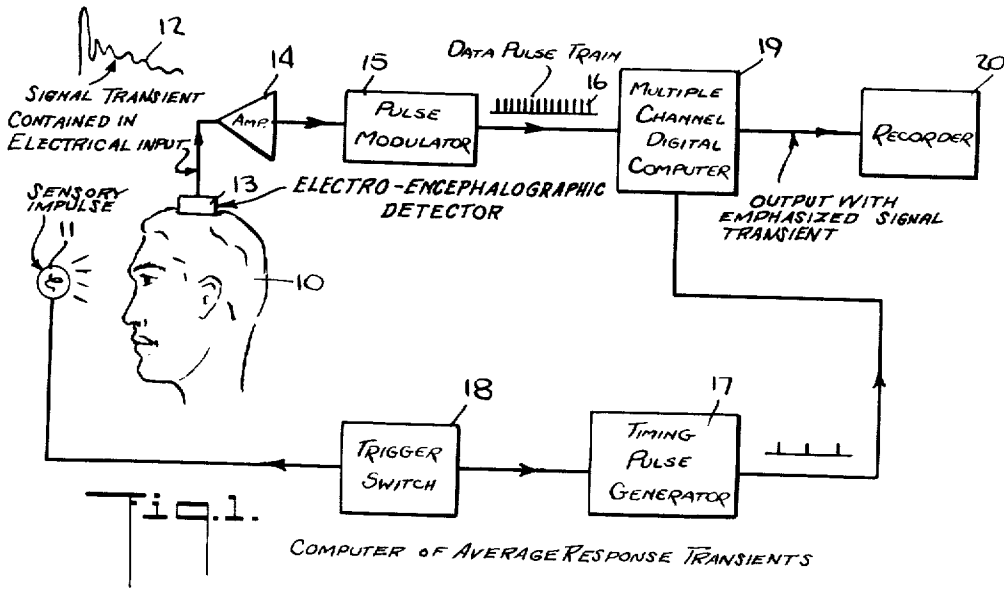 12
SIGNAL TRANSIENT
CONTAINED IN
ELECTRICAL INPUT
14
AMP.
15
PULSE
MODULATOR
DATA PULSE TRAIN
16
19
MULTIPLE
CHANNEL
DIGITAL
COMPUTER
20
RECORDER
OUTPUT WITH
EMPHASIZED SIGNAL
TRANSIENT
13
ELECTRO-ENCEPHALOGRAPHIC
DETECTOR
SENSORY
IMPULSE
11
10
18
TRIGGER
SWITCH
17
TIMING
PULSE
GENERATOR
Fig.1.
COMPUTER OF AVERAGE RESPONSE TRANSIENTS